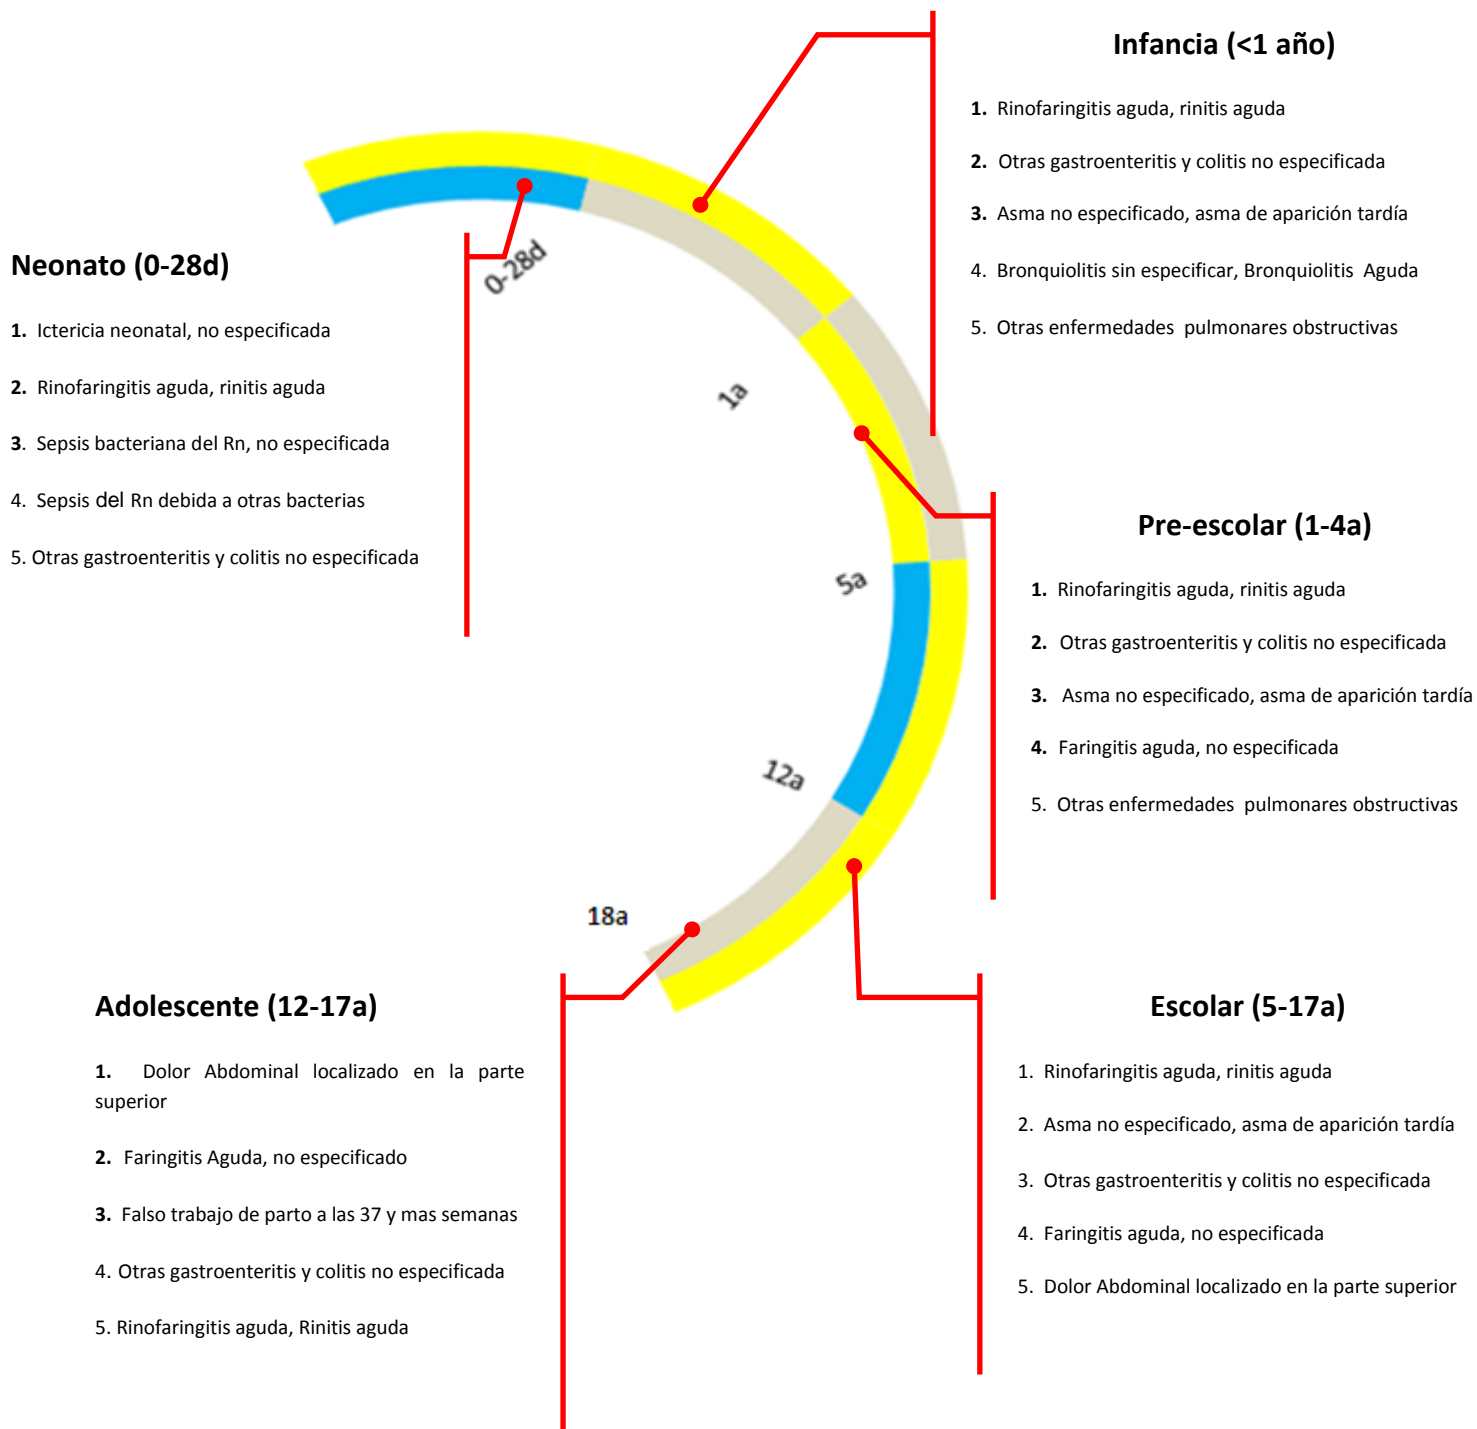 Infancia (<1 año)
1. Rinofaringitis aguda, rinitis aguda
2. Otras gastroenteritis y colitis no especificada
3. Asma no especificado, asma de aparición tardía
4. Bronquiolitis sin especificar, Bronquiolitis Aguda
5. Otras enfermedades pulmonares obstructivas
Neonato (0-28d)
1. Ictericia neonatal, no especificada
2. Rinofaringitis aguda, rinitis aguda
3. Sepsis bacteriana del Rn, no especificada
4. Sepsis del Rn debida a otras bacterias
5. Otras gastroenteritis y colitis no especificada
0-28d
1a
5a
12a
18a
Pre-escolar (1-4a)
1. Rinofaringitis aguda, rinitis aguda
2. Otras gastroenteritis y colitis no especificada
3. Asma no especificado, asma de aparición tardía
4. Faringitis aguda, no especificada
5. Otras enfermedades pulmonares obstructivas
Adolescente (12-17a)
1. Dolor Abdominal localizado en la parte
superior
2. Faringitis Aguda, no especificado
3. Falso trabajo de parto a las 37 y mas semanas
4. Otras gastroenteritis y colitis no especificada
5. Rinofaringitis aguda, Rinitis aguda
Escolar (5-17a)
1. Rinofaringitis aguda, rinitis aguda
2. Asma no especificado, asma de aparición tardía
3. Otras gastroenteritis y colitis no especificada
4. Faringitis aguda, no especificada
5. Dolor Abdominal localizado en la parte superior